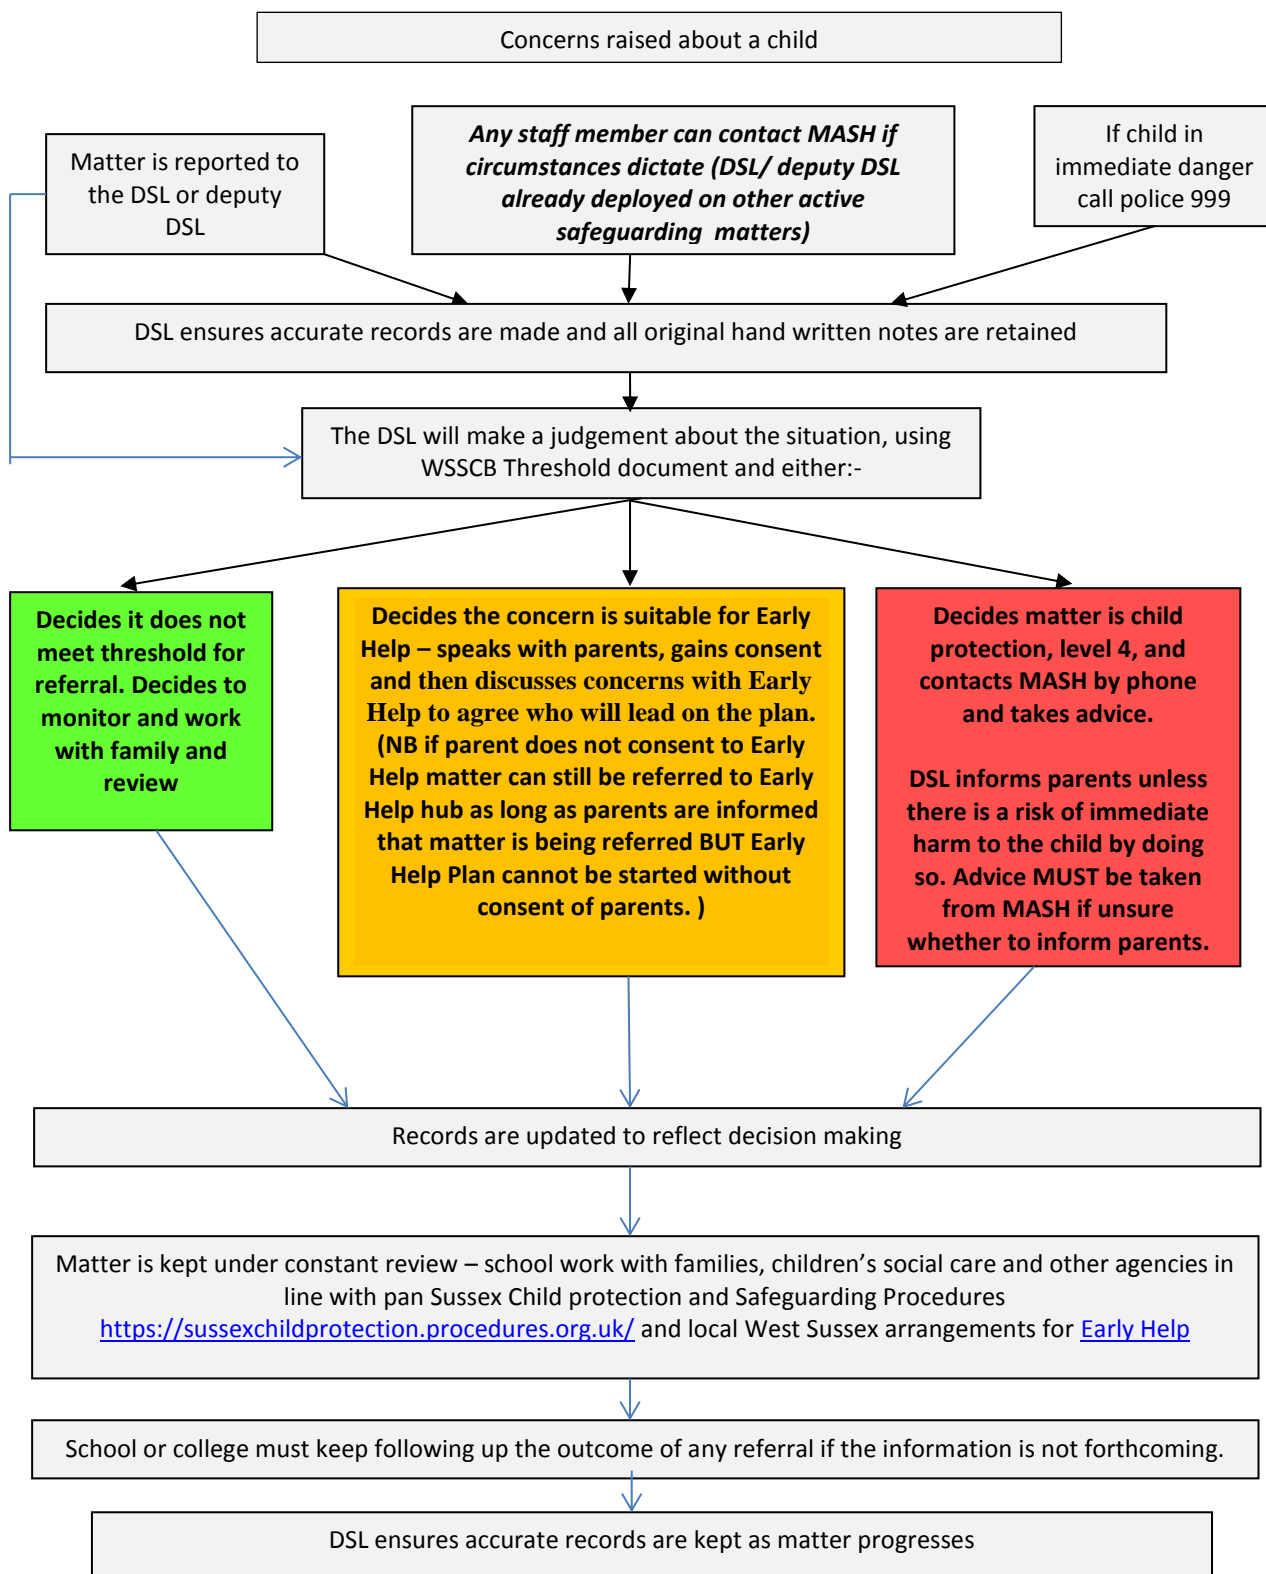 Concerns raised about a child
Matter is reported to
the DSL or deputy
DSL
Any staff member can contact MASH if
circumstances dictate (DSL/ deputy DSL
already deployed on other active
safeguarding matters)
If child in
immediate danger
call police 999
DSL ensures accurate records are made and all original hand written notes are retained
The DSL will make a judgement about the situation, using
WSSCB Threshold document and either:-
Decides it does not
meet threshold for
referral. Decides to
monitor and work
with family and
review
Decides the concern is suitable for Early
Help – speaks with parents, gains consent
and then discusses concerns with Early
Help to agree who will lead on the plan.
(NB if parent does not consent to Early
Help matter can still be referred to Early
Help hub as long as parents are informed
that matter is being referred BUT Early
Help Plan cannot be started without
consent of parents. )
Decides matter is child
protection, level 4, and
contacts MASH by phone
and takes advice.
DSL informs parents unless
there is a risk of immediate
harm to the child by doing
so. Advice MUST be taken
from MASH if unsure
whether to inform parents.
Records are updated to reflect decision making
Matter is kept under constant review – school work with families, children’s social care and other agencies in
line with pan Sussex Child protection and Safeguarding Procedures
https://sussexchildprotection.procedures.org.uk/ and local West Sussex arrangements for Early Help
School or college must keep following up the outcome of any referral if the information is not forthcoming.
DSL ensures accurate records are kept as matter progresses